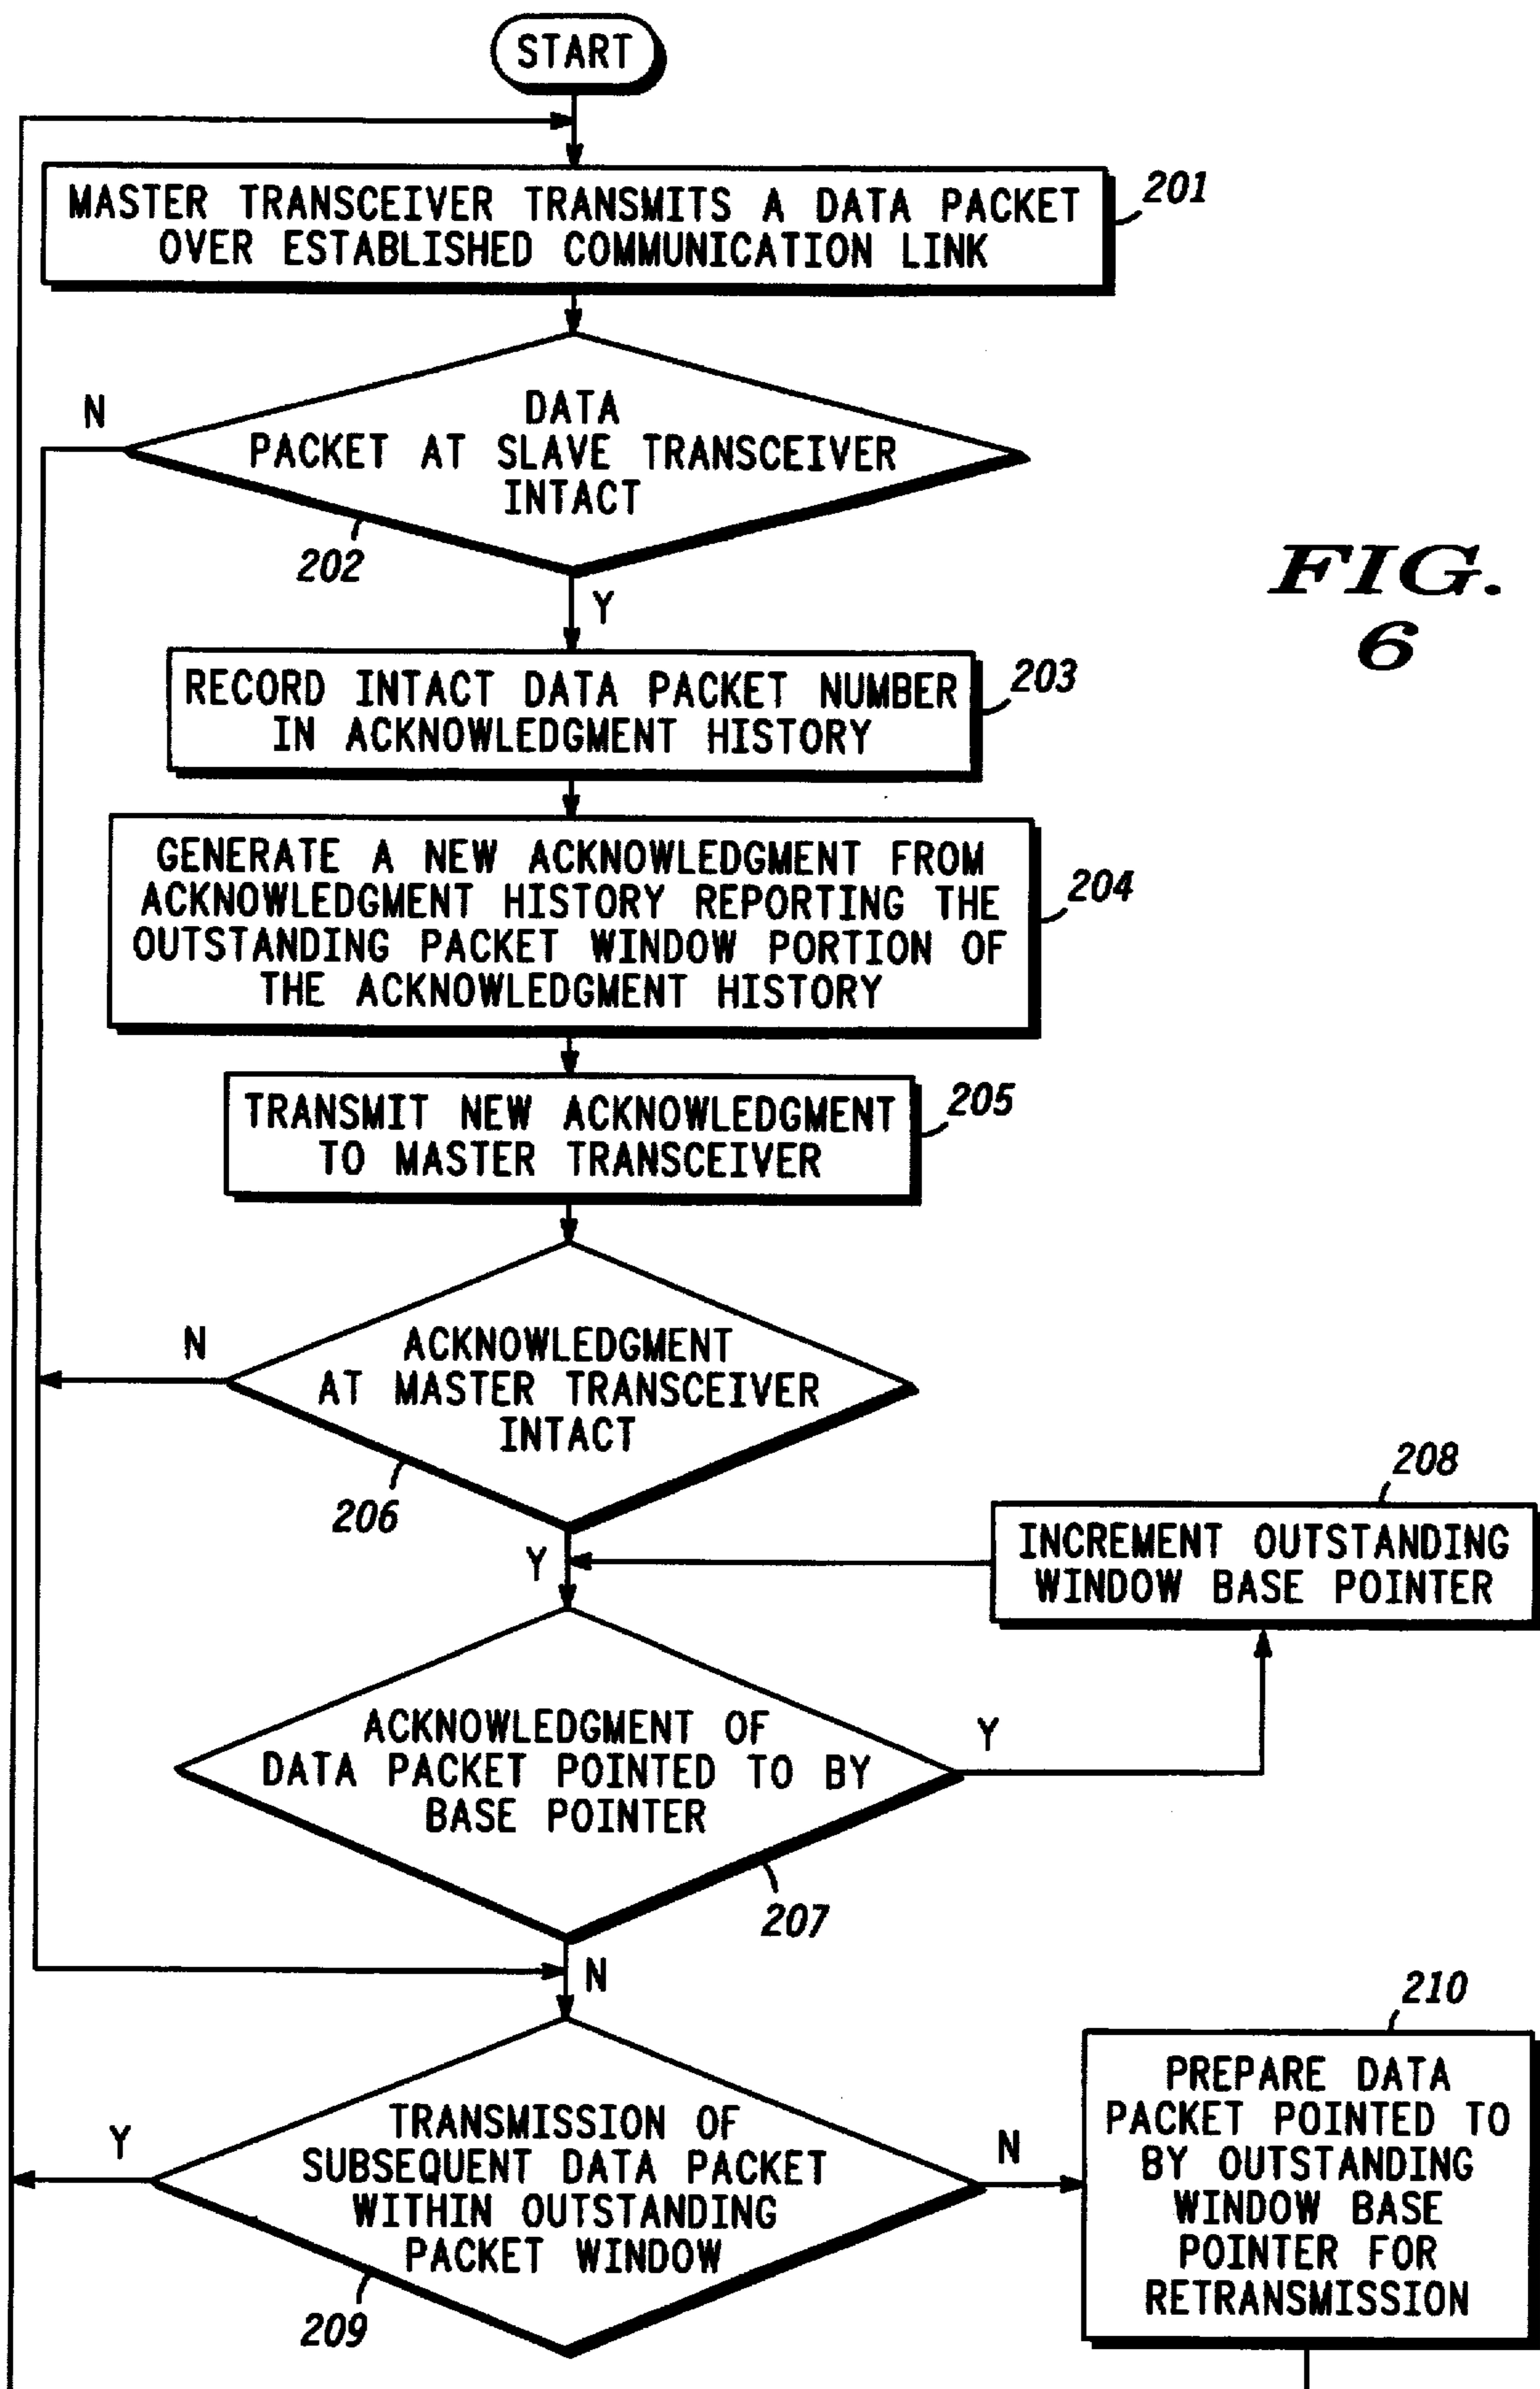 START
MASTER TRANSCEIVER TRANSMITS A DATA PACKET
OVER ESTABLISHED COMMUNICATION LINK
201
N
DATA
PACKET AT SLAVE TRANSCEIVER
INTACT
202
Y
FIG.
6
RECORD INTACT DATA PACKET NUMBER
IN ACKNOWLEDGMENT HISTORY
203
GENERATE A NEW ACKNOWLEDGMENT FROM
ACKNOWLEDGMENT HISTORY REPORTING THE
OUTSTANDING PACKET WINDOW PORTION OF
THE ACKNOWLEDGMENT HISTORY
204
TRANSMIT NEW ACKNOWLEDGMENT
TO MASTER TRANSCEIVER
205
N
ACKNOWLEDGMENT
AT MASTER TRANSCEIVER
INTACT
206
Y
208
INCREMENT OUTSTANDING
WINDOW BASE POINTER
ACKNOWLEDGMENT OF
DATA PACKET POINTED TO BY
BASE POINTER
Y
207
N
210
PREPARE DATA
PACKET POINTED TO
BY OUTSTANDING
WINDOW BASE
POINTER FOR
RETRANSMISSION
Y
TRANSMISSION OF
SUBSEQUENT DATA PACKET
WITHIN OUTSTANDING
PACKET WINDOW
N
209